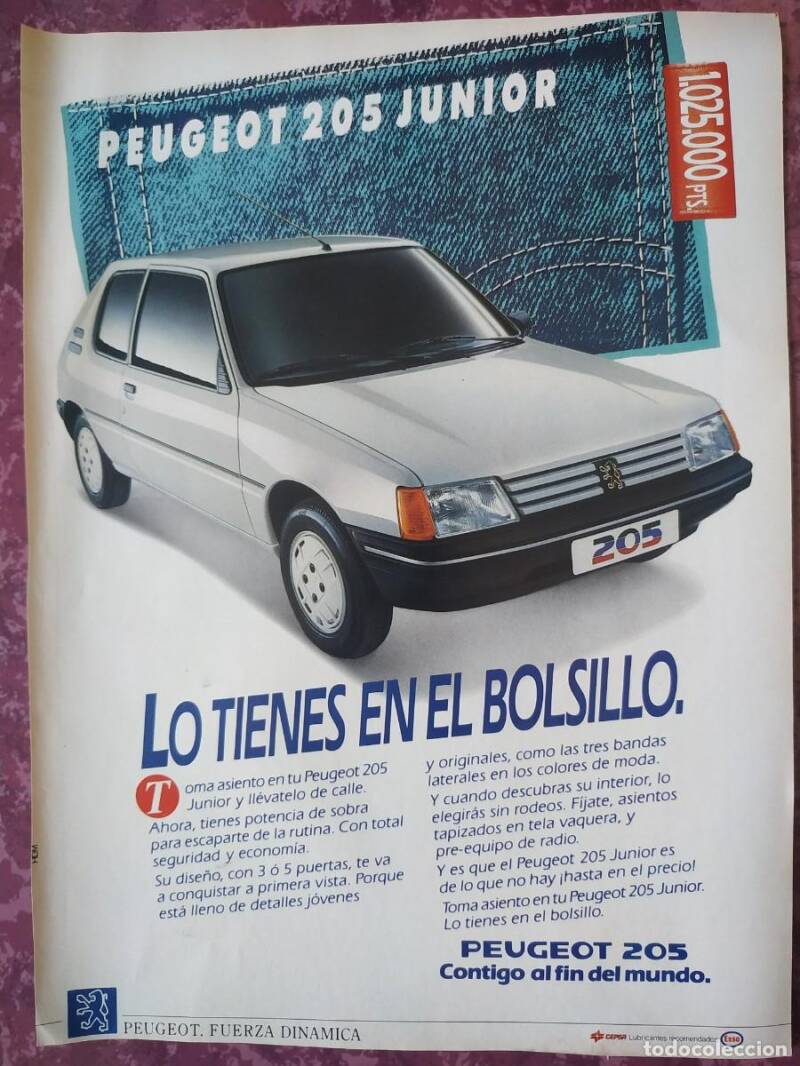 PEUGEOT 205 JUNIOR
1.025.000 PTS.
205
LO TIENES EN EL BOLSILLO.
Toma asiento en tu Peugeot 205
Junior y llévatelo de calle.
Ahora, tienes potencia de sobra
para escaparte de la rutina. Con total
seguridad y economía.
Su diseño, con 3 ó 5 puertas, te va
a conquistar a primera vista. Porque
está lleno de detalles jóvenes
y originales, como las tres bandas
laterales en los colores de moda.
Y cuando descubras su interior, lo
elegirás sin rodeos. Fíjate, asientos
tapizados en tela vaquera, y
pre-equipo de radio.
Y es que el Peugeot 205 Junior es
de lo que no hay ¡hasta en el precio!
Toma asiento en tu Peugeot 205 Junior.
Lo tienes en el bolsillo.
PEUGEOT 205
Contigo al fin del mundo.
HDM
PEUGEOT. FUERZA DINAMICA
CEPSA Lubricantes recomendados Esso
todocoleccion